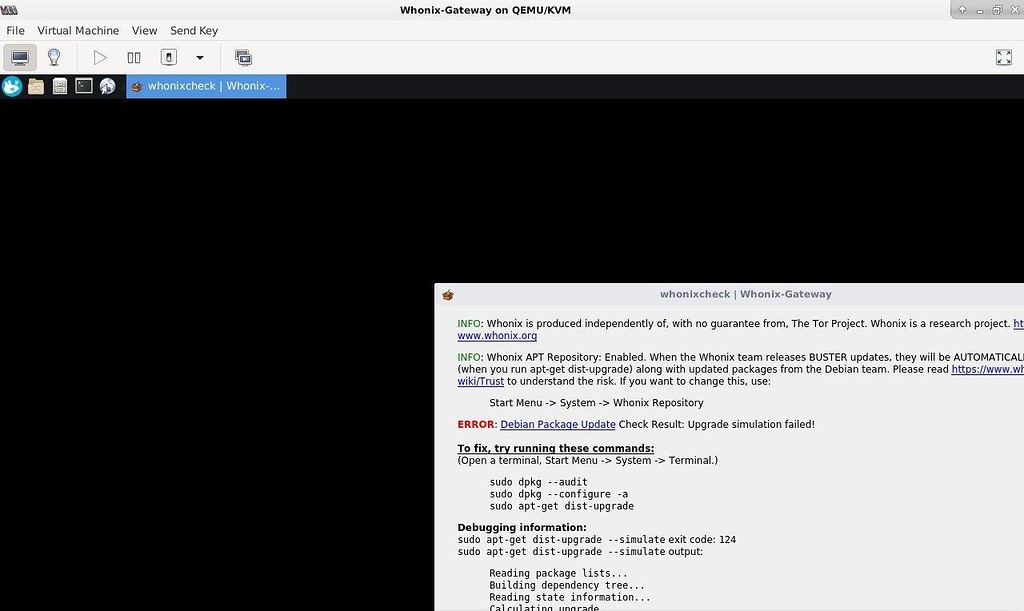 Whonix-Gateway on QEMU/KVM
File Virtual Machine View Send Key
whonixcheck | Whonix-...
whonixcheck | Whonix-Gateway
INFO: Whonix is produced independently of, with no guarantee from, The Tor Project. Whonix is a research project. ht
www.whonix.org
INFO: Whonix APT Repository: Enabled. When the Whonix team releases BUSTER updates, they will be AUTOMATICAL
(when you run apt-get dist-upgrade) along with updated packages from the Debian team. Please read https://www.wh
wiki/Trust to understand the risk. If you want to change this, use:
Start Menu -> System -> Whonix Repository
ERROR: Debian Package Update Check Result: Upgrade simulation failed!
To fix, try running these commands:
(Open a terminal, Start Menu -> System -> Terminal.)
sudo dpkg --audit
sudo dpkg --configure -a
sudo apt-get dist-upgrade
Debugging information:
sudo apt-get dist-upgrade --simulate exit code: 124
sudo apt-get dist-upgrade --simulate output:
Reading package lists...
Building dependency tree...
Reading state information...
Calculating upgrade